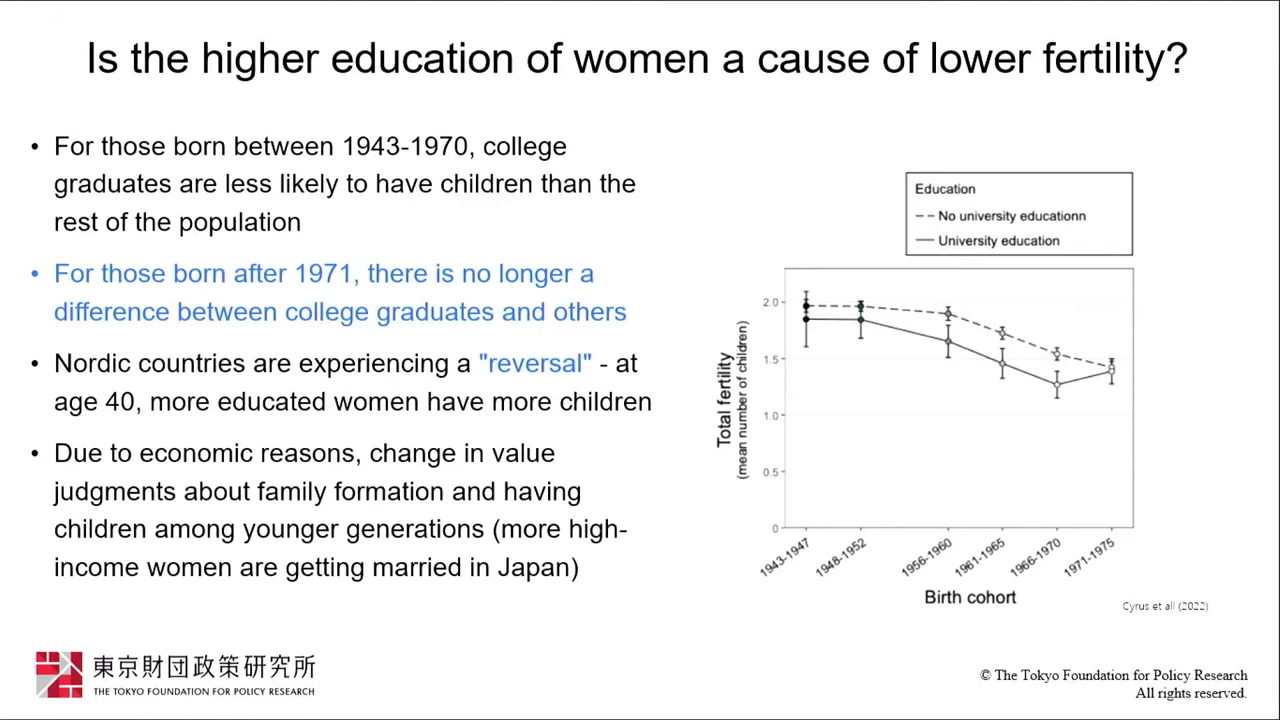 Is the higher education of women a cause of lower fertility?
• For those born between 1943-1970, college
graduates are less likely to have children than the
rest of the population
• For those born after 1971, there is no longer a
difference between college graduates and others
• Nordic countries are experiencing a "reversal" - at
age 40, more educated women have more children
• Due to economic reasons, change in value
judgments about family formation and having
children among younger generations (more high-
income women are getting married in Japan)
Education
No university educationn
University education
Total fertility
(mean number of children)
2.0
1.5
1.0
0.5
0
1943-1947
1948-1952
1956-1960
1961-1965
1966-1970
1971-1975
Birth cohort
Cyrus et all (2022)
東京財団政策研究所
THE TOKYO FOUNDATION FOR POLICY RESEARCH
© The Tokyo Foundation for Policy Research
All rights reserved.